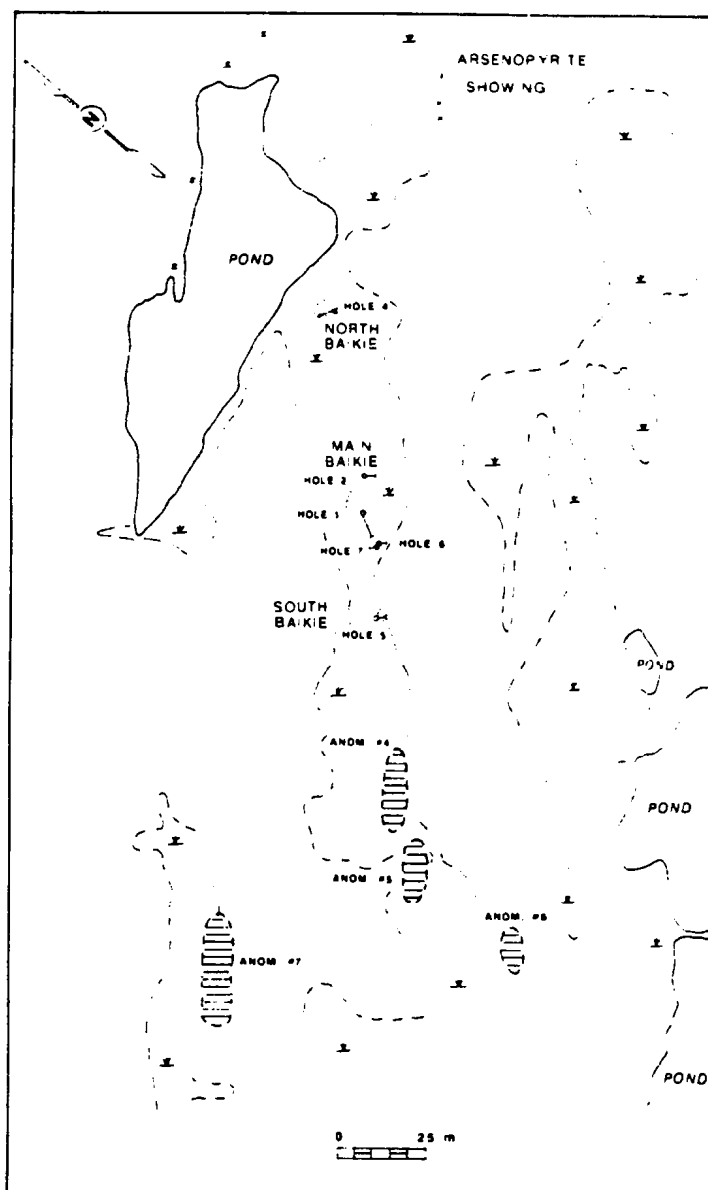 ARSENOPYRITE
SHOWING
N
POND
HOLE 4
NORTH
BAIKIE
MAIN
BAIKIE
HOLE 2
HOLE 1
HOLE 7
HOLE 6
SOUTH
BAIKIE
HOLE 5
POND
ANOM #4
POND
ANOM #5
ANOM. #6
ANOM #7
POND
0 25 m